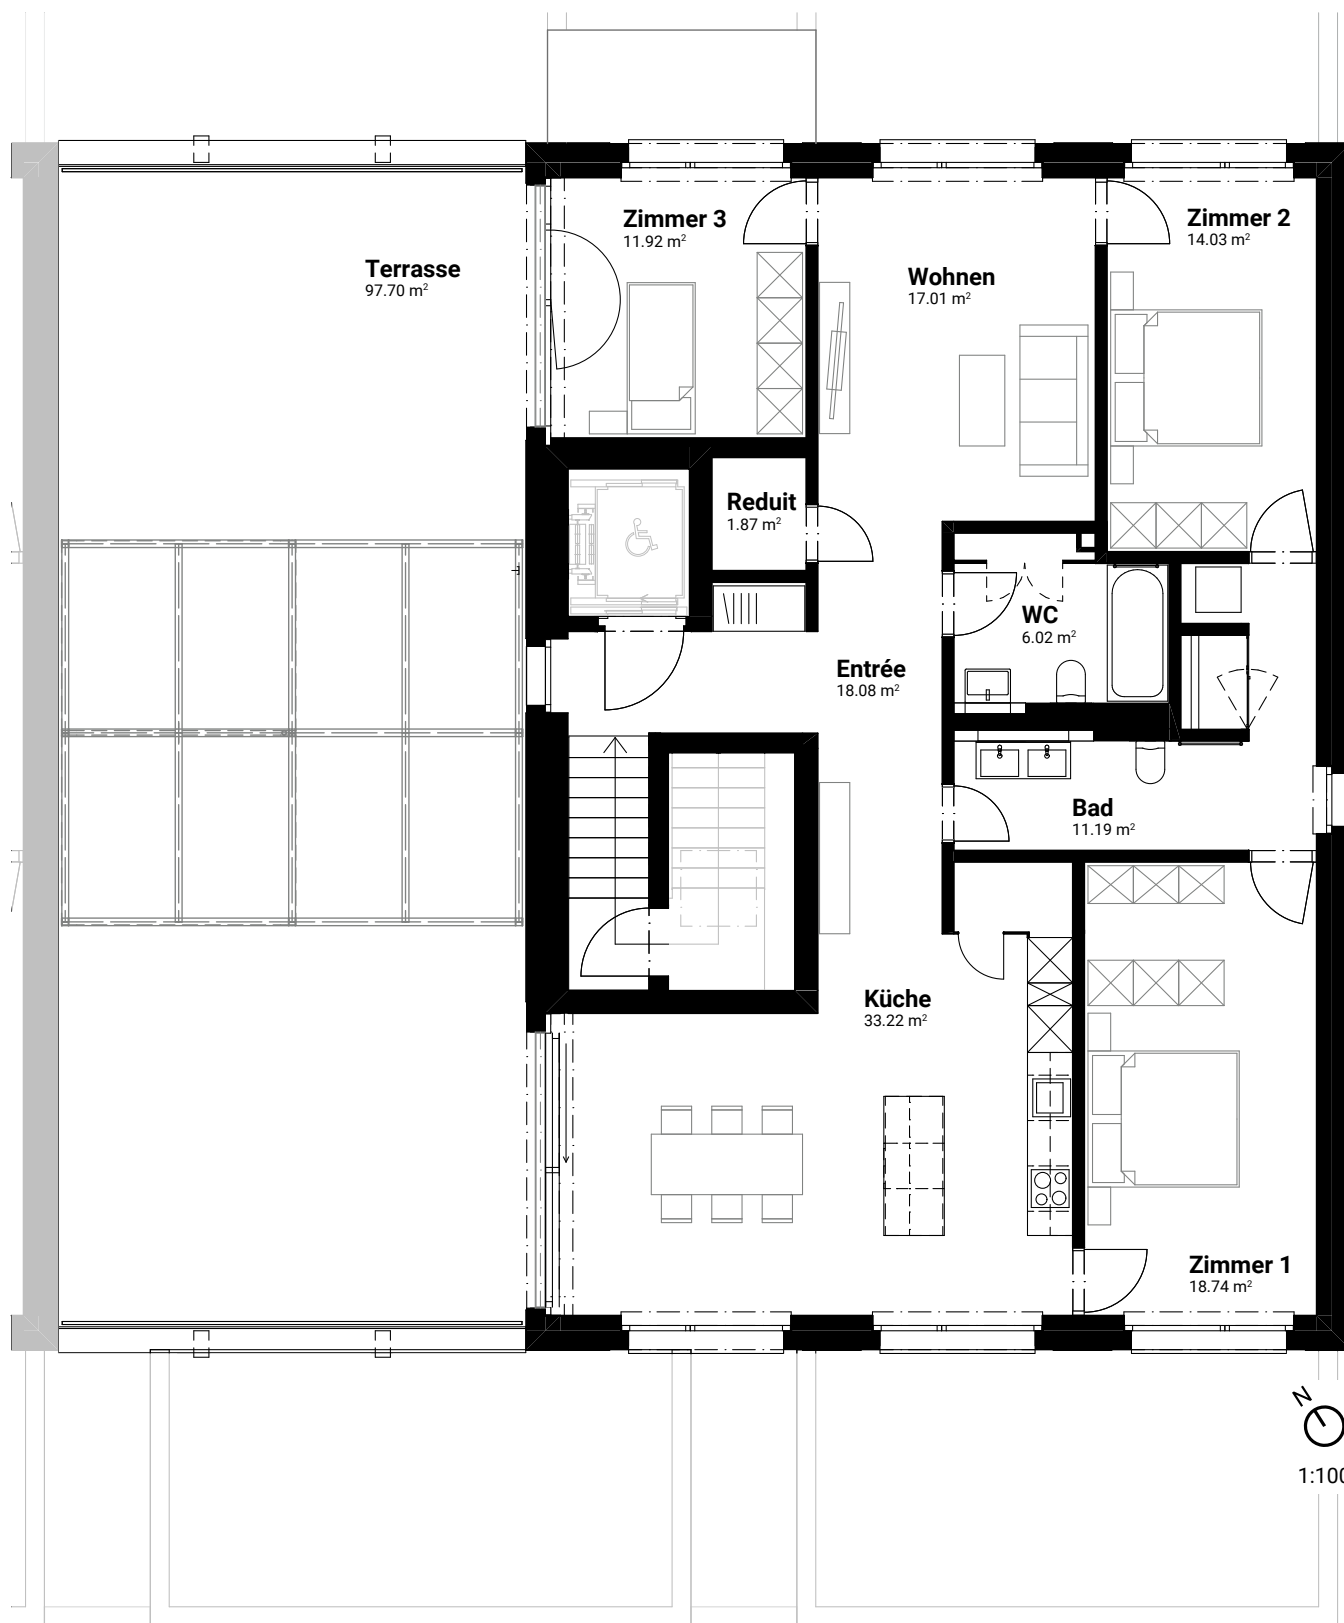 Zimmer 3
11.92 m²
Zimmer 2
14.03 m²
Terrasse
97.70 m²
Wohnen
17.01 m²
Reduit
1.87 m²
WC
6.02 m²
Entrée
18.08 m²
Bad
11.19 m²
Küche
33.22 m²
Zimmer 1
18.74 m²
N
1:100